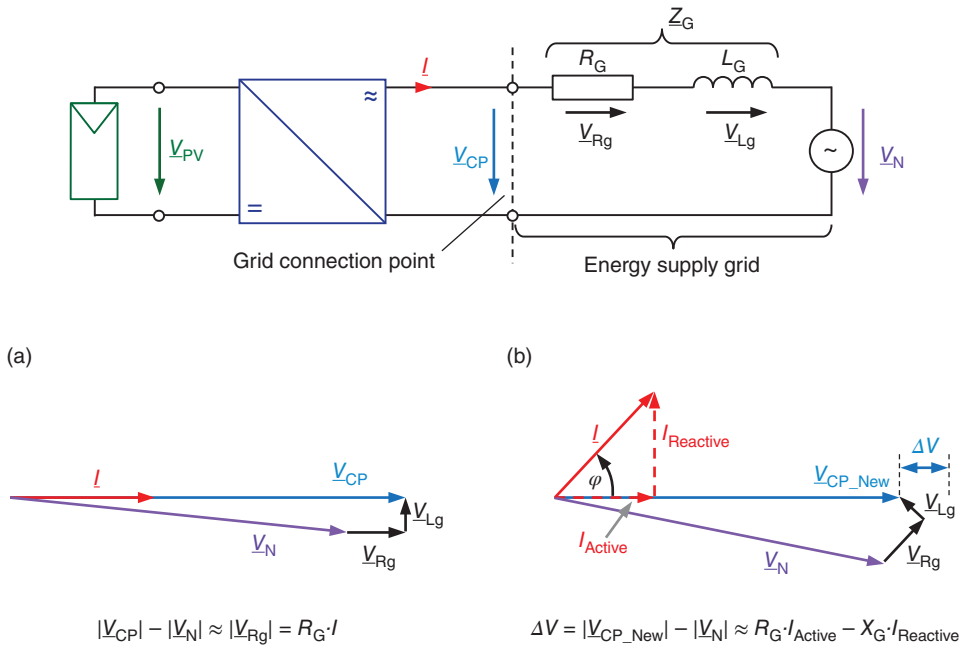 Z_G
I
R_G L_G
≈
V_PV V_CP V_Rg V_Lg ~ V_N
=
Grid connection point Energy supply grid
(a)
I V_CP
V_Lg
V_N V_Rg
|V_CP| − |V_N| ≈ |V_Rg| = R_G·I
(b)
I I_Reactive ΔV
φ V_CP_New
V_Lg
I_Active V_N V_Rg
ΔV = |V_CP_New| − |V_N| ≈ R_G·I_Active − X_G·I_Reactive